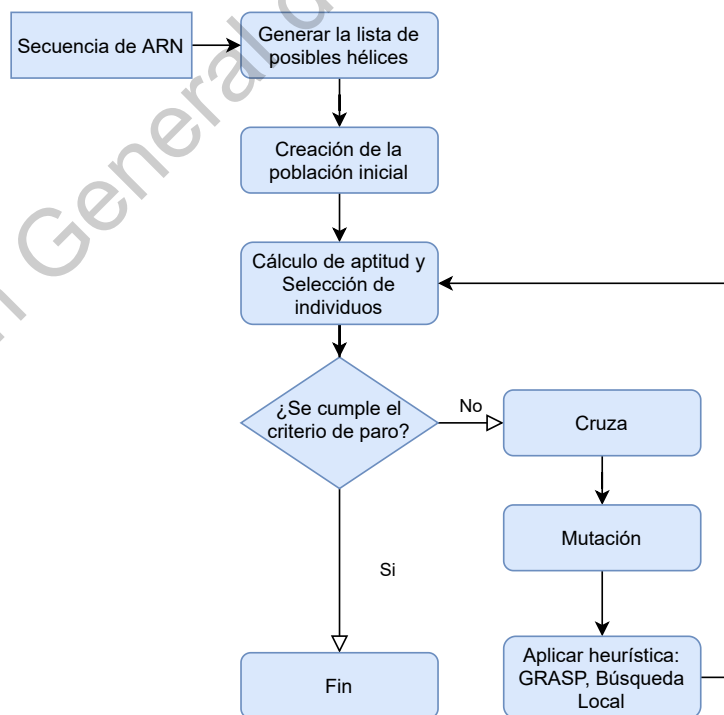 Secuencia de ARN
Generar la lista de
posibles hélices
Creación de la
población inicial
Cálculo de aptitud y
Selección de
individuos
¿Se cumple el
criterio de paro?
No
Cruza
Mutación
Aplicar heurística:
GRASP, Búsqueda
Local
Si
Fin
General